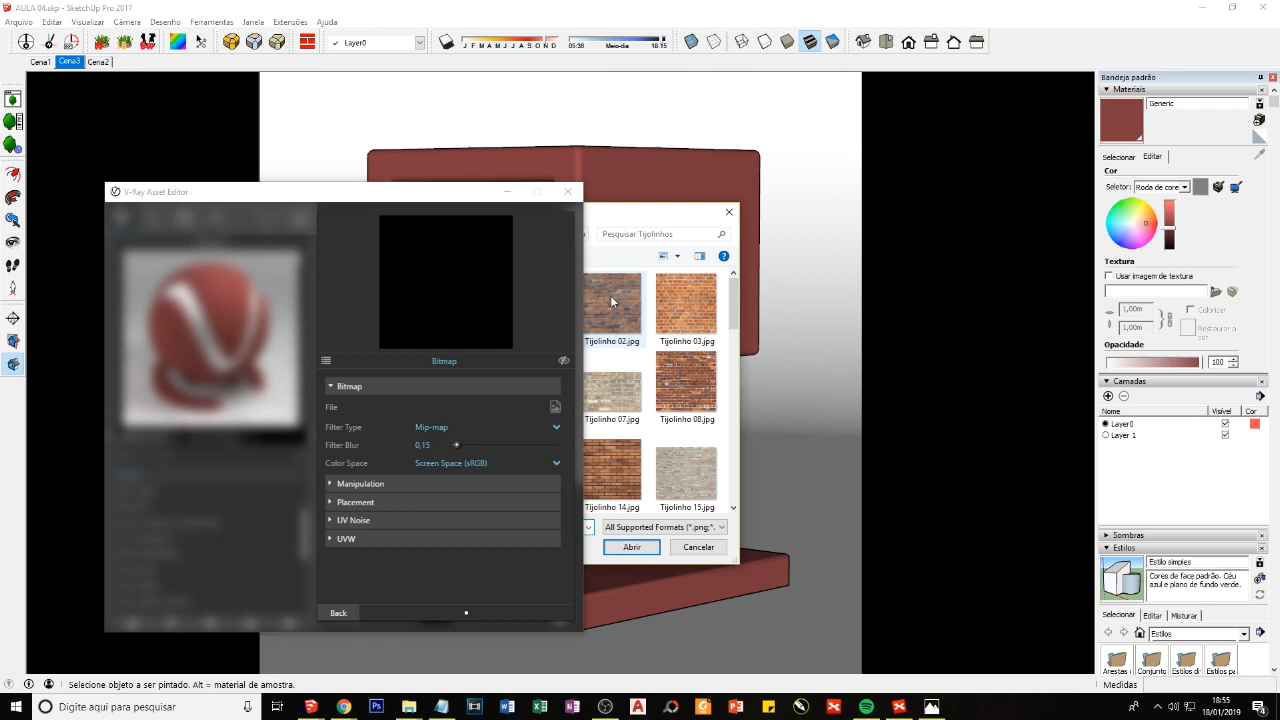 AULA 04.skp - SketchUp Pro 2017
Arquivo Editar Visualizar Câmera Desenho Ferramentas Janela Extensões Ajuda
Layer0
J F M A M J J A S O N D
05:38 Meio-dia 18:15
Cena1 Cena3 Cena2
Bandeja padrão
Materiais
Generic
Selecionar Editar
Cor
Seletor: Roda de core
Textura
Usar imagem de textura
1,00m
1,00m
Colorizar
Restaurar a cor
Opacidade
100
Camadas
Nome Visível Cor
Layer0
Layer 1
Sombras
Estilos
Estilo simples
Cores de face padrão. Céu azul e plano de fundo verde.
Selecionar Editar Misturar
Estilos
Arestas Conjunto Estilos di Estilos pa
Medidas
V-Ray Asset Editor
Bitmap
Bitmap
File
Filter Type Mip-map
Filter Blur 0,15
Color Space Screen Space (sRGB)
Manipulation
Placement
UV Noise
UVW
Back
Pesquisar Tijolinhos
Tijolinho 02.jpg Tijolinho 03.jpg
Tijolinho 07.jpg Tijolinho 08.jpg
Tijolinho 14.jpg Tijolinho 15.jpg
All Supported Formats (*.png;*.
Abrir Cancelar
Selecione objeto a ser pintado. Alt = material de amostra.
Digite aqui para pesquisar
18:55
18/01/2019